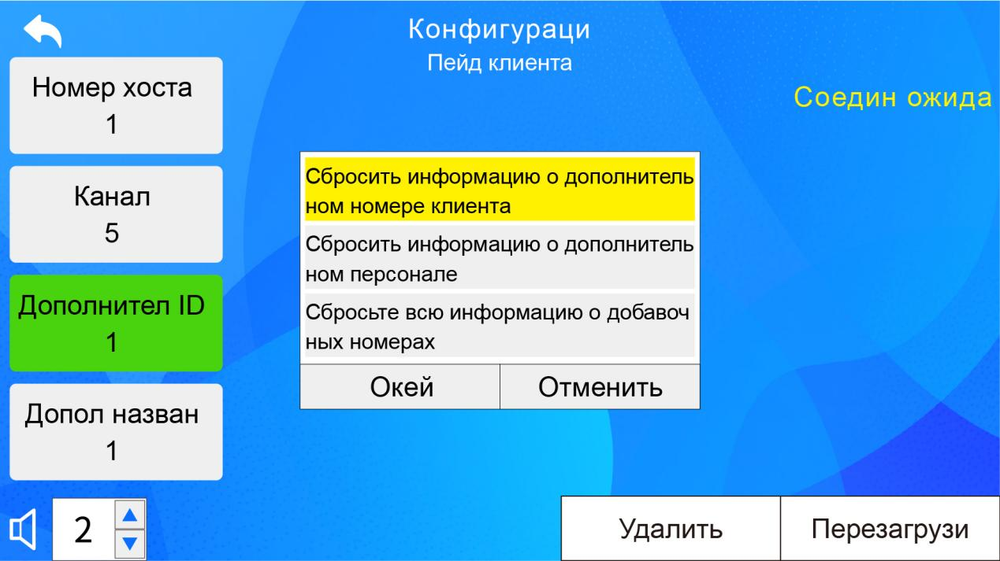 Конфигураци
Пейд клиента
Соедин ожида
Номер хоста
1
Канал
5
Дополнител ID
1
Допол назван
1
2
Сбросить информацию о дополнитель
ном номере клиента
Сбросить информацию о дополнитель
ном персонале
Сбросьте всю информацию о добавоч
ных номерах
Окей
Отменить
Удалить
Перезагрузи